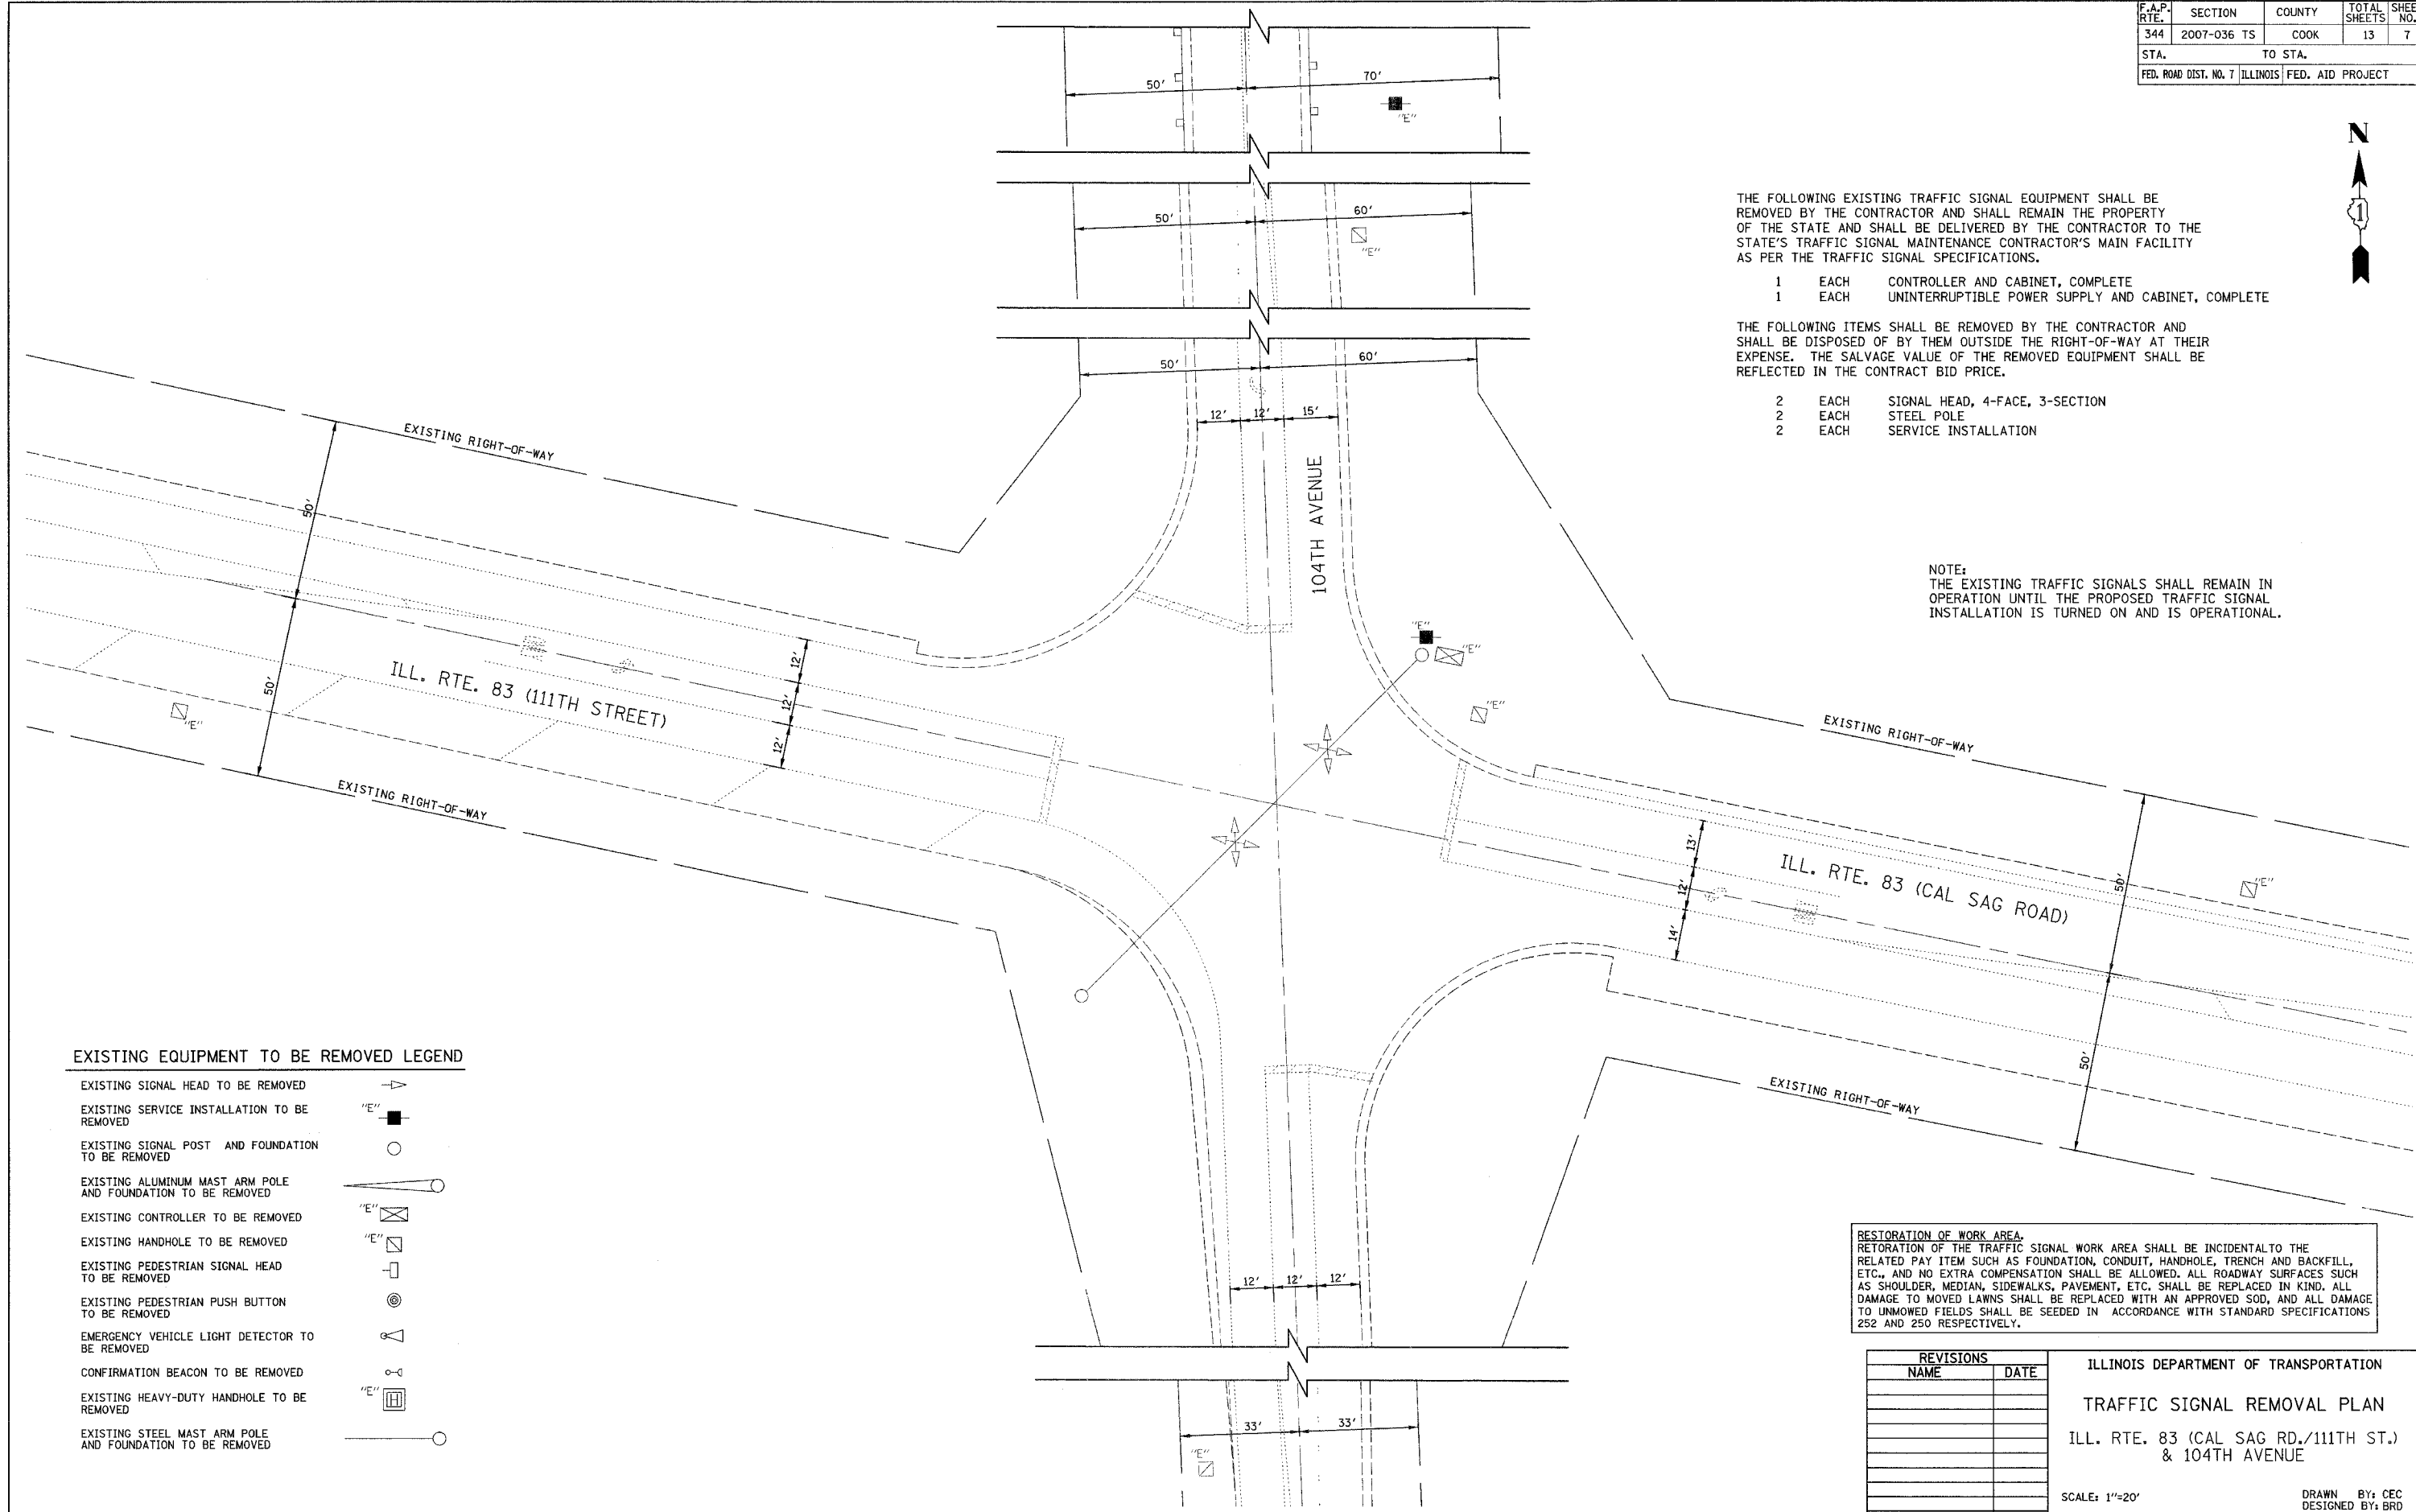 F.A.P. RTE. SECTION COUNTY TOTAL SHEETS SHEE NO.
344 2007-036 TS COOK 13 7
STA. TO STA.
FED. ROAD DIST. NO. 7 ILLINOIS FED. AID PROJECT
50' 70'
"E"
N
1
50' 60'
"E"
THE FOLLOWING EXISTING TRAFFIC SIGNAL EQUIPMENT SHALL BE
REMOVED BY THE CONTRACTOR AND SHALL REMAIN THE PROPERTY
OF THE STATE AND SHALL BE DELIVERED BY THE CONTRACTOR TO THE
STATE'S TRAFFIC SIGNAL MAINTENANCE CONTRACTOR'S MAIN FACILITY
AS PER THE TRAFFIC SIGNAL SPECIFICATIONS.
1 EACH CONTROLLER AND CABINET, COMPLETE
1 EACH UNINTERRUPTIBLE POWER SUPPLY AND CABINET, COMPLETE
THE FOLLOWING ITEMS SHALL BE REMOVED BY THE CONTRACTOR AND
SHALL BE DISPOSED OF BY THEM OUTSIDE THE RIGHT-OF-WAY AT THEIR
EXPENSE. THE SALVAGE VALUE OF THE REMOVED EQUIPMENT SHALL BE
REFLECTED IN THE CONTRACT BID PRICE.
2 EACH SIGNAL HEAD, 4-FACE, 3-SECTION
2 EACH STEEL POLE
2 EACH SERVICE INSTALLATION
50' 60'
12' 12' 15'
104TH AVENUE
EXISTING RIGHT-OF-WAY
50'
50'
ILL. RTE. 83 (111TH STREET)
12'
12'
12'
"E"
EXISTING RIGHT-OF-WAY
NOTE:
THE EXISTING TRAFFIC SIGNALS SHALL REMAIN IN
OPERATION UNTIL THE PROPOSED TRAFFIC SIGNAL
INSTALLATION IS TURNED ON AND IS OPERATIONAL.
"E"
"E"
"E"
EXISTING RIGHT-OF-WAY
13'
12'
14'
ILL. RTE. 83 (CAL SAG ROAD)
50'
"E"
50'
EXISTING RIGHT-OF-WAY
EXISTING EQUIPMENT TO BE REMOVED LEGEND
EXISTING SIGNAL HEAD TO BE REMOVED
EXISTING SERVICE INSTALLATION TO BE "E"
REMOVED
EXISTING SIGNAL POST AND FOUNDATION
TO BE REMOVED
EXISTING ALUMINUM MAST ARM POLE
AND FOUNDATION TO BE REMOVED
EXISTING CONTROLLER TO BE REMOVED "E"
EXISTING HANDHOLE TO BE REMOVED "E"
EXISTING PEDESTRIAN SIGNAL HEAD
TO BE REMOVED
EXISTING PEDESTRIAN PUSH BUTTON
TO BE REMOVED
EMERGENCY VEHICLE LIGHT DETECTOR TO
BE REMOVED
CONFIRMATION BEACON TO BE REMOVED
EXISTING HEAVY-DUTY HANDHOLE TO BE "E" H
REMOVED
EXISTING STEEL MAST ARM POLE
AND FOUNDATION TO BE REMOVED
12' 12' 12'
33' 33'
"E"
RESTORATION OF WORK AREA.
RETORATION OF THE TRAFFIC SIGNAL WORK AREA SHALL BE INCIDENTALTO THE
RELATED PAY ITEM SUCH AS FOUNDATION, CONDUIT, HANDHOLE, TRENCH AND BACKFILL,
ETC., AND NO EXTRA COMPENSATION SHALL BE ALLOWED. ALL ROADWAY SURFACES SUCH
AS SHOULDER, MEDIAN, SIDEWALKS, PAVEMENT, ETC. SHALL BE REPLACED IN KIND. ALL
DAMAGE TO MOVED LAWNS SHALL BE REPLACED WITH AN APPROVED SOD, AND ALL DAMAGE
TO UNMOWED FIELDS SHALL BE SEEDED IN ACCORDANCE WITH STANDARD SPECIFICATIONS
252 AND 250 RESPECTIVELY.
REVISIONS
NAME DATE
ILLINOIS DEPARTMENT OF TRANSPORTATION
TRAFFIC SIGNAL REMOVAL PLAN
ILL. RTE. 83 (CAL SAG RD./111TH ST.)
& 104TH AVENUE
SCALE: 1"=20' DRAWN BY: CEC
DESIGNED BY: BRD